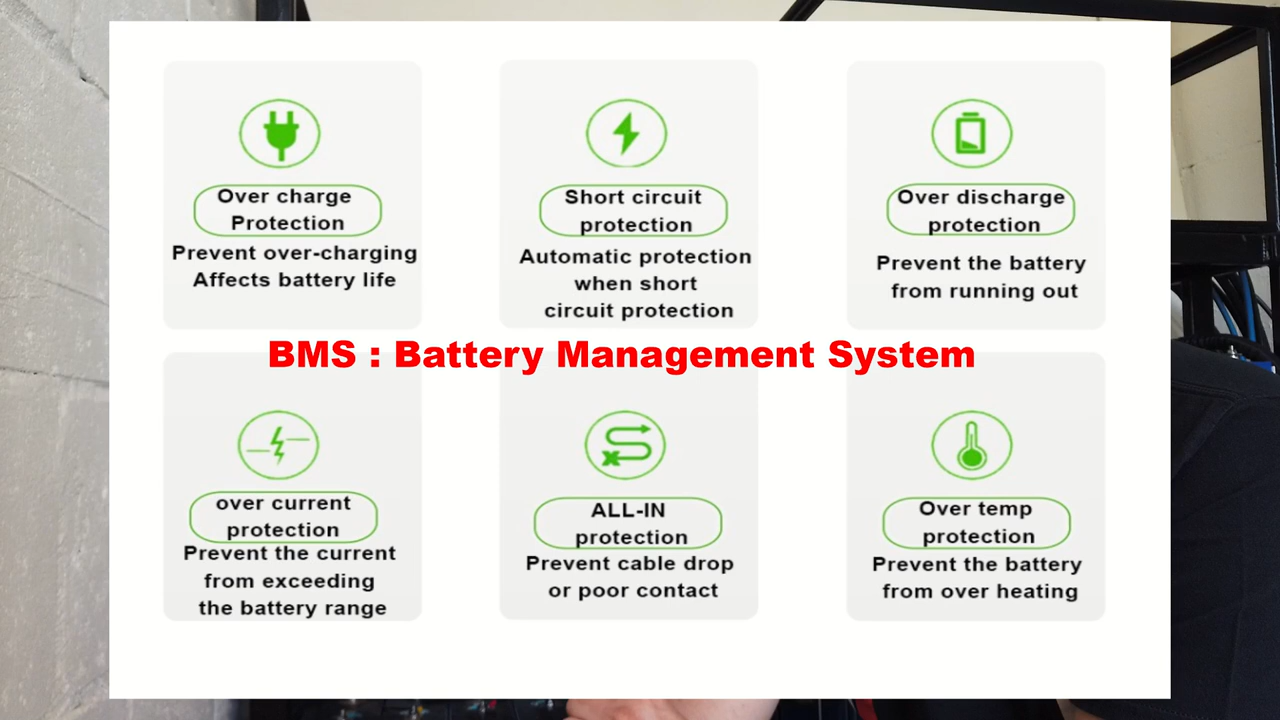 Over charge
Protection
Prevent over-charging
Affects battery life
Short circuit
protection
Automatic protection
when short
circuit protection
Over discharge
protection
Prevent the battery
from running out
BMS : Battery Management System
over current
protection
Prevent the current
from exceeding
the battery range
ALL-IN
protection
Prevent cable drop
or poor contact
Over temp
protection
Prevent the battery
from over heating